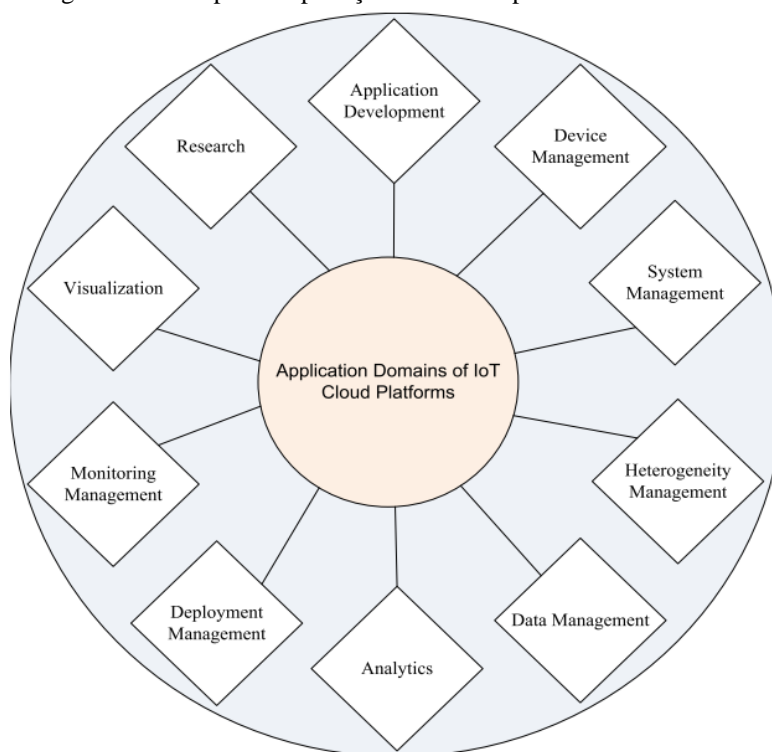 Application
Development
Device
Management
System
Management
Heterogeneity
Management
Data Management
Analytics
Deployment
Management
Monitoring
Management
Visualization
Research
Application Domains of IoT
Cloud Platforms